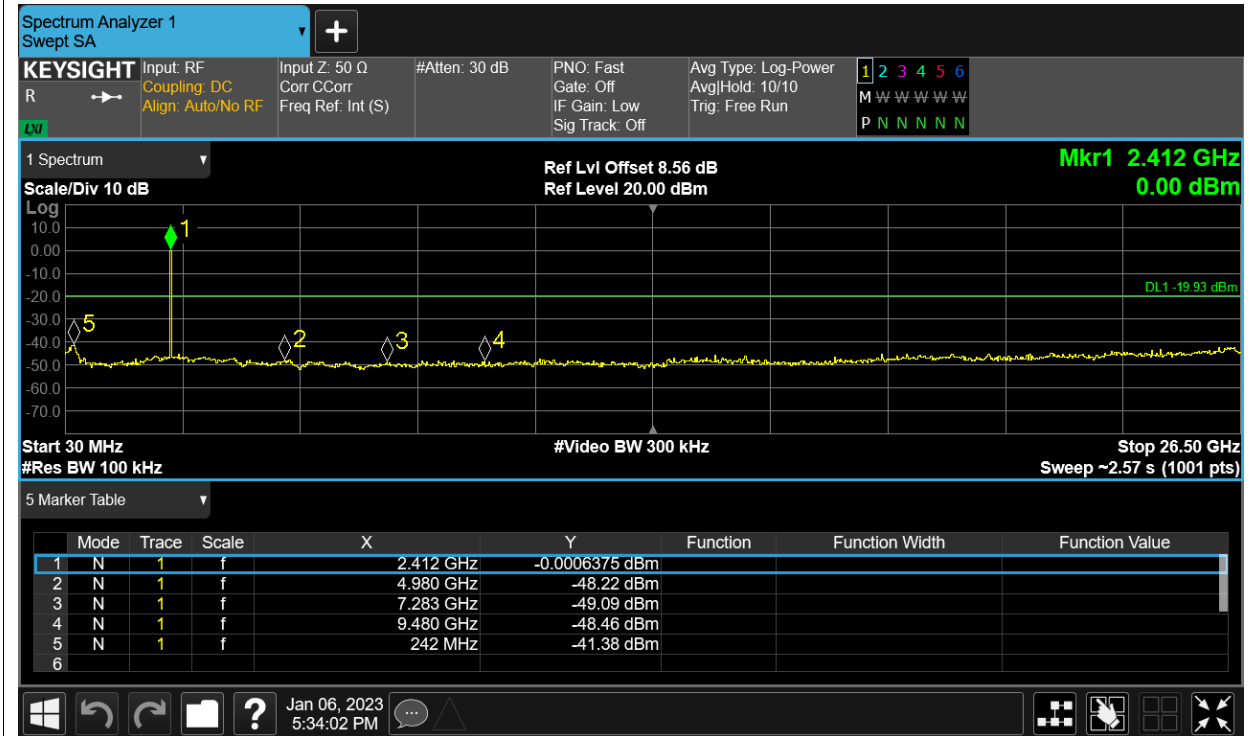 Spectrum Analyzer 1
Swept SA
KEYSIGHT
R
LXI
Input: RF
Coupling: DC
Align: Auto/No RF
Input Z: 50 Ω
Corr CCorr
Freq Ref: Int (S)
#Atten: 30 dB
PNO: Fast
Gate: Off
IF Gain: Low
Sig Track: Off
Avg Type: Log-Power
Avg|Hold: 10/10
Trig: Free Run
1 2 3 4 5 6
M W W W W W
P N N N N N
1 Spectrum
Scale/Div 10 dB
Ref Lvl Offset 8.56 dB
Ref Level 20.00 dBm
Mkr1 2.412 GHz
0.00 dBm
Log
10.0
0.00
-10.0
-20.0
-30.0
-40.0
-50.0
-60.0
-70.0
1
5
2
3
4
DL1 -19.93 dBm
Start 30 MHz
#Video BW 300 kHz
Stop 26.50 GHz
#Res BW 100 kHz
Sweep ~2.57 s (1001 pts)
5 Marker Table
Mode Trace Scale X Y Function Function Width Function Value
1 N 1 f 2.412 GHz -0.0006375 dBm
2 N 1 f 4.980 GHz -48.22 dBm
3 N 1 f 7.283 GHz -49.09 dBm
4 N 1 f 9.480 GHz -48.46 dBm
5 N 1 f 242 MHz -41.38 dBm
6
?
Jan 06, 2023
5:34:02 PM